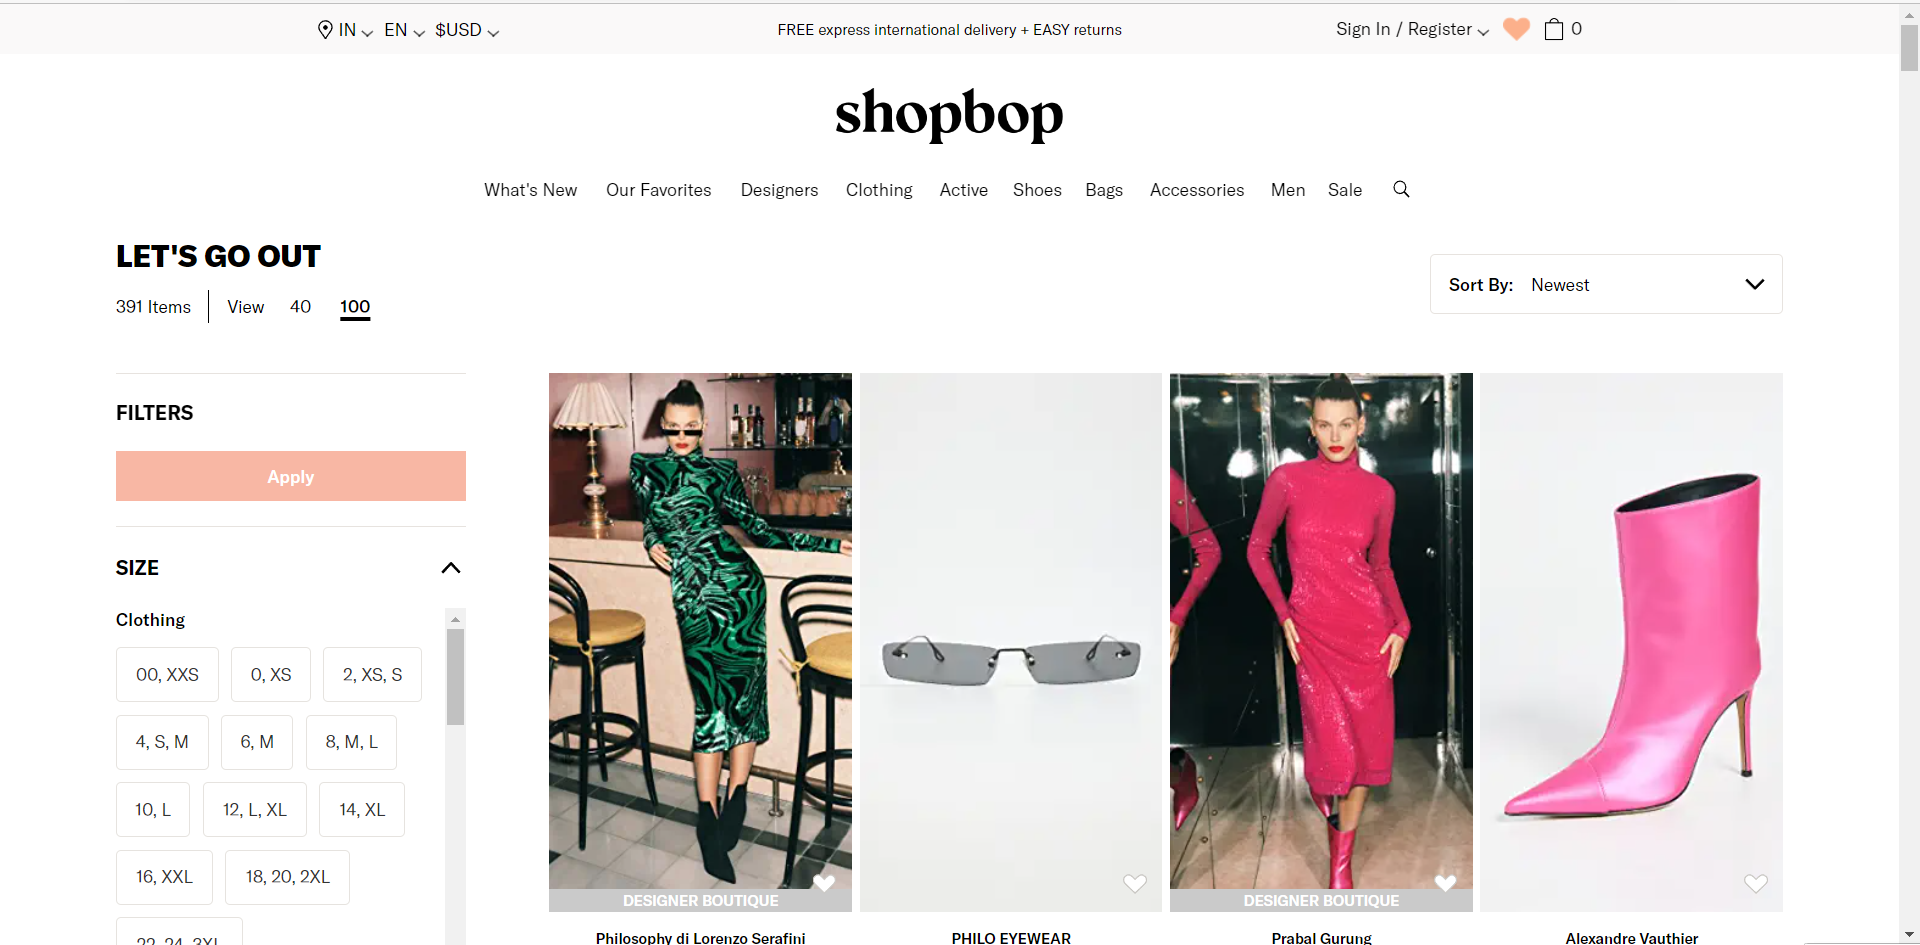 IN EN $USD
FREE express international delivery + EASY returns
Sign In / Register
0
shopbop
What's New Our Favorites Designers Clothing Active Shoes Bags Accessories Men Sale
LET'S GO OUT
391 Items View 40 100
Sort By: Newest
FILTERS
Apply
SIZE
Clothing
00, XXS 0, XS 2, XS, S
4, S, M 6, M 8, M, L
10, L 12, L, XL 14, XL
16, XXL 18, 20, 2XL
22, 24, 3XL
DESIGNER BOUTIQUE
DESIGNER BOUTIQUE
Philosophy di Lorenzo Serafini
PHILO EYEWEAR
Prabal Gurung
Alexandre Vauthier